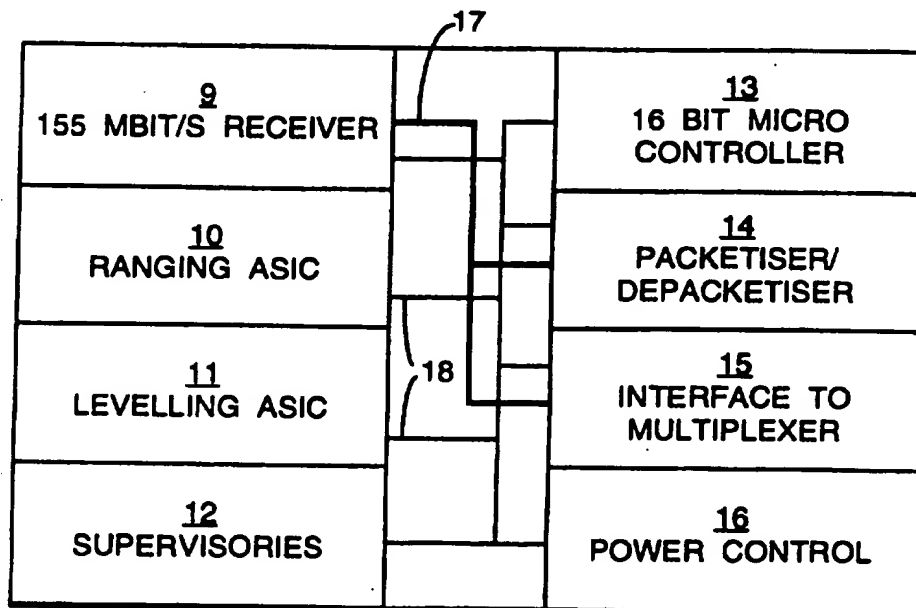 17
9
155 MBIT/S RECEIVER
10
RANGING ASIC
11
LEVELLING ASIC
12
SUPERVISORIES
18
13
16 BIT MICRO
CONTROLLER
14
PACKETISER/
DEPACKETISER
15
INTERFACE TO
MULTIPLEXER
16
POWER CONTROL